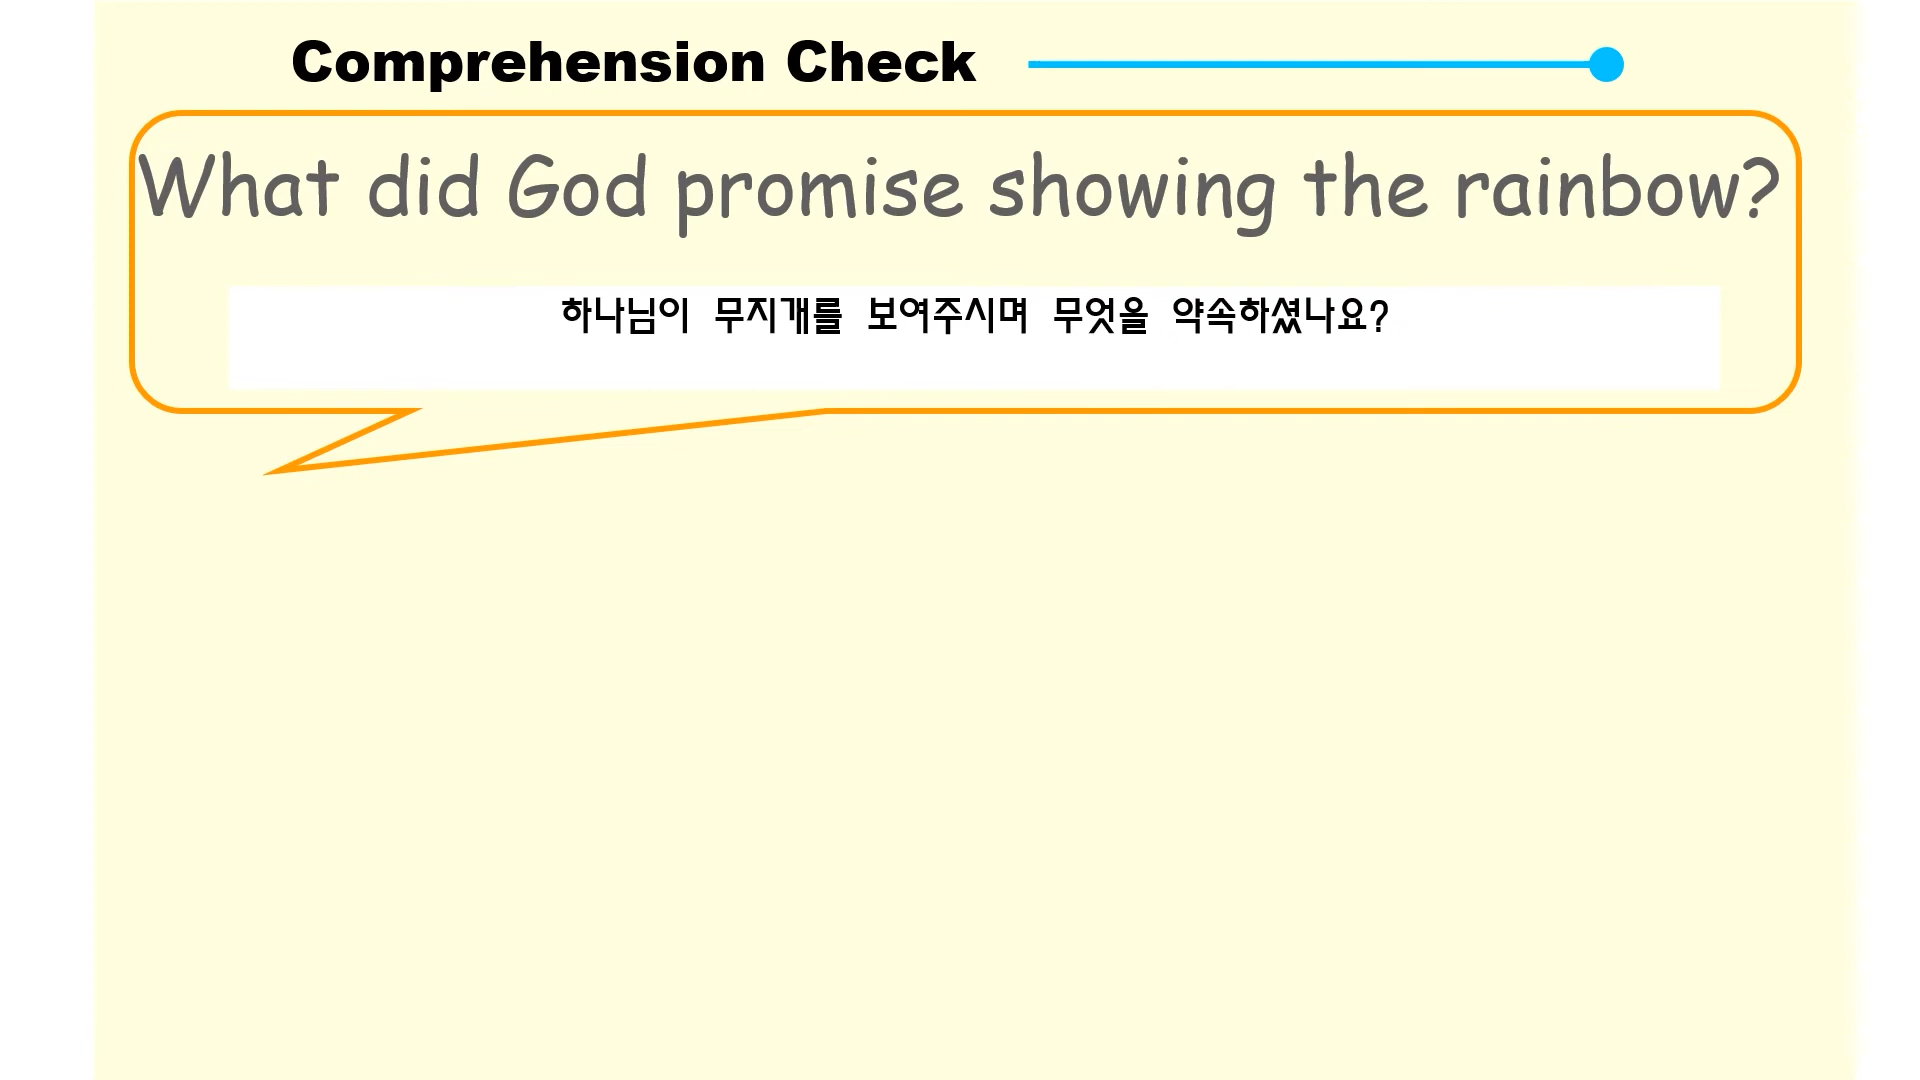 Comprehension Check
What did God promise showing the rainbow?
하나님이 무지개를 보여주시며 무엇을 약속하셨나요?